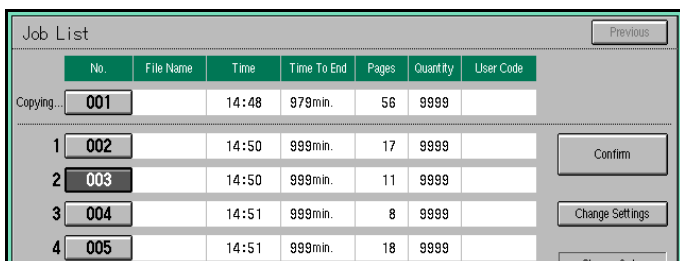 Job List Previous
No. File Name Time Time To End Pages Quantity User Code
Copying... 001 14:48 979min. 56 9999
1 002 14:50 999min. 17 9999 Confirm
2 003 14:50 999min. 11 9999
3 004 14:51 999min. 8 9999 Change Settings
4 005 14:51 999min. 18 9999